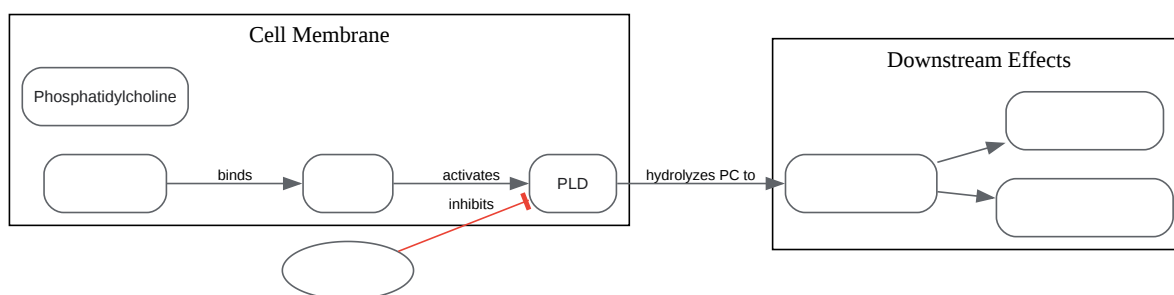 Cell Membrane
Phosphatidylcholine
binds
activates
PLD
inhibits
hydrolyzes PC to
Downstream Effects